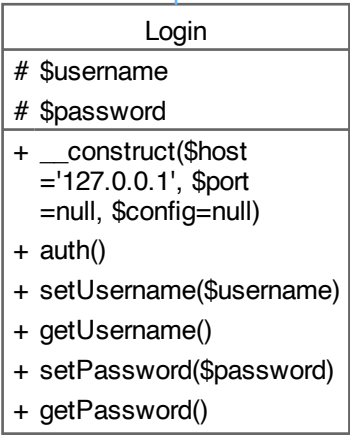 Login
# $username
# $password
+ __construct($host
='127.0.0.1', $port
=null, $config=null)
+ auth()
+ setUsername($username)
+ getUsername()
+ setPassword($password)
+ getPassword()